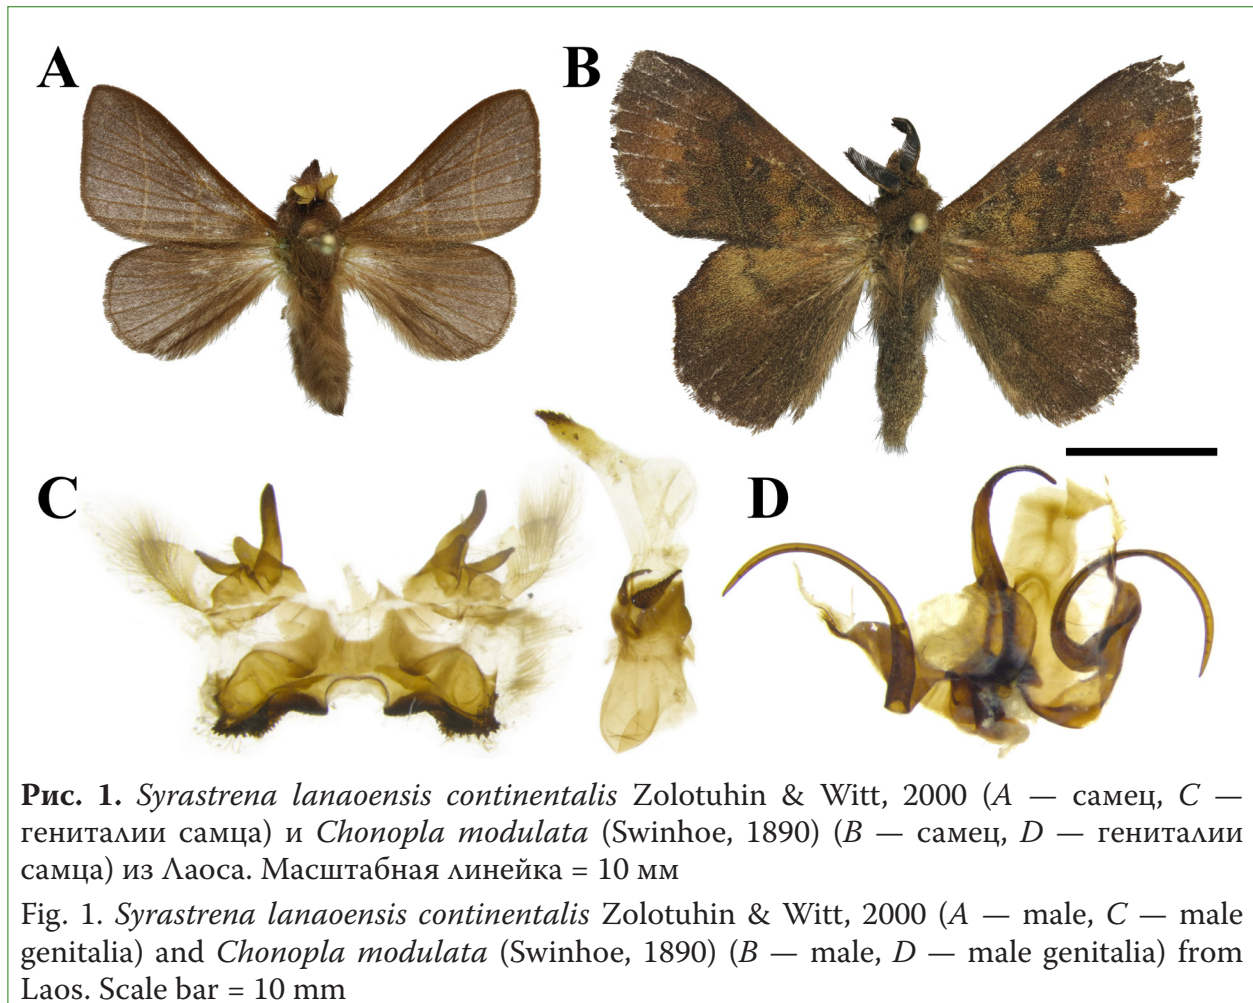 A
B
C
D
Рис. 1. Syrastrena lanaoensis continentalis Zolotuhin & Witt, 2000 (A — самец, C —
гениталии самца) и Chonopla modulata (Swinhoe, 1890) (B — самец, D — гениталии
самца) из Лаоса. Масштабная линейка = 10 мм
Fig. 1. Syrastrena lanaoensis continentalis Zolotuhin & Witt, 2000 (A — male, C — male
genitalia) and Chonopla modulata (Swinhoe, 1890) (B — male, D — male genitalia) from
Laos. Scale bar = 10 mm